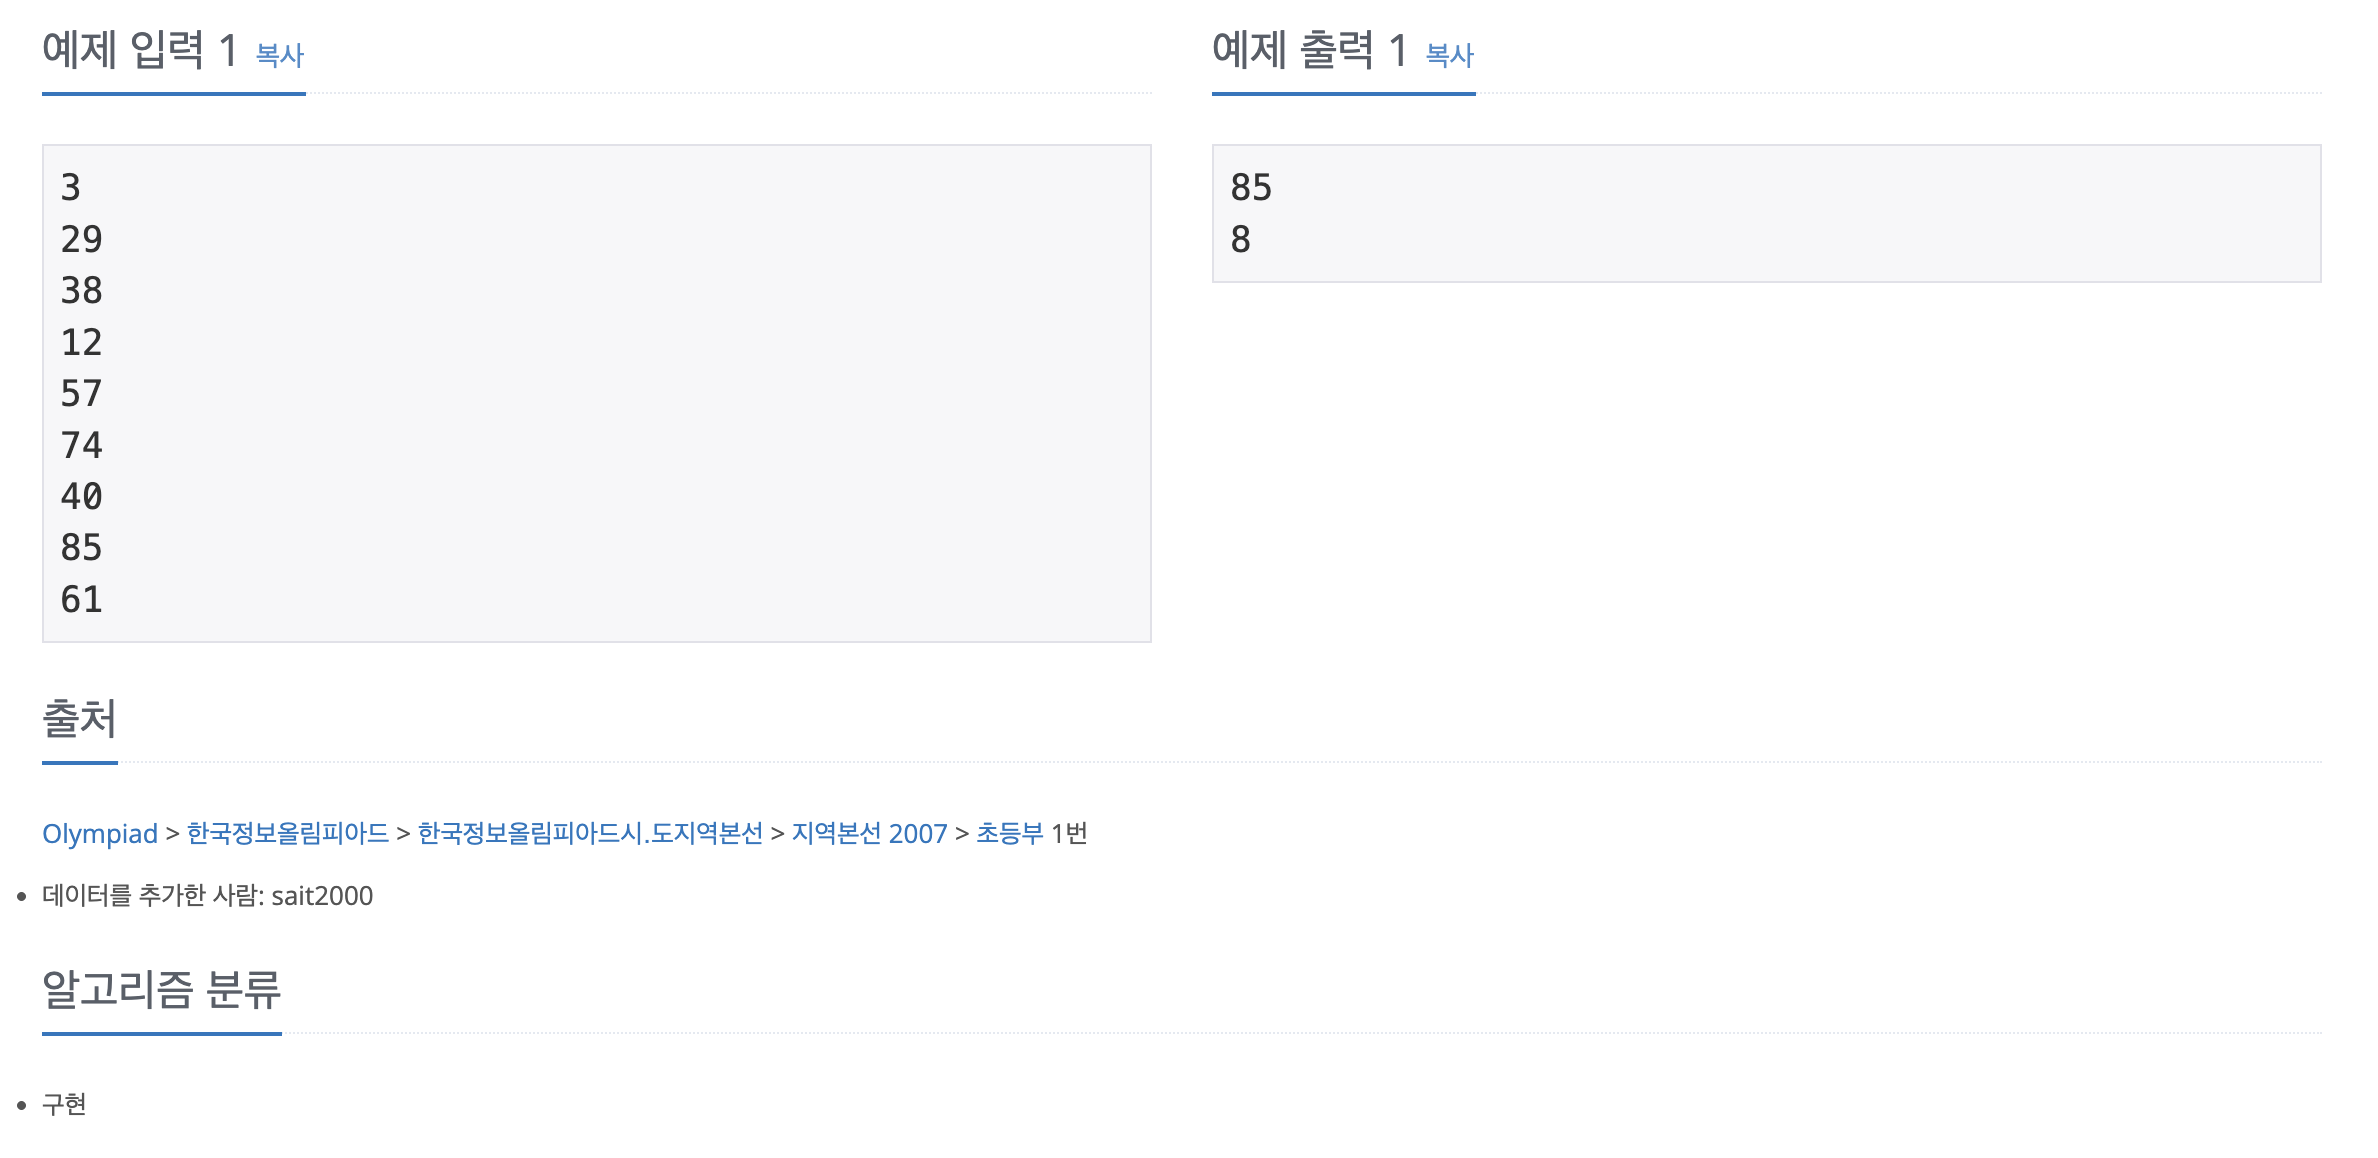 예제 입력 1 복사
3
29
38
12
57
74
40
85
61
예제 출력 1 복사
85
8
출처
Olympiad > 한국정보올림피아드 > 한국정보올림피아드시.도지역본선 > 지역본선 2007 > 초등부 1번
데이터를 추가한 사람: sait2000
알고리즘 분류
구현